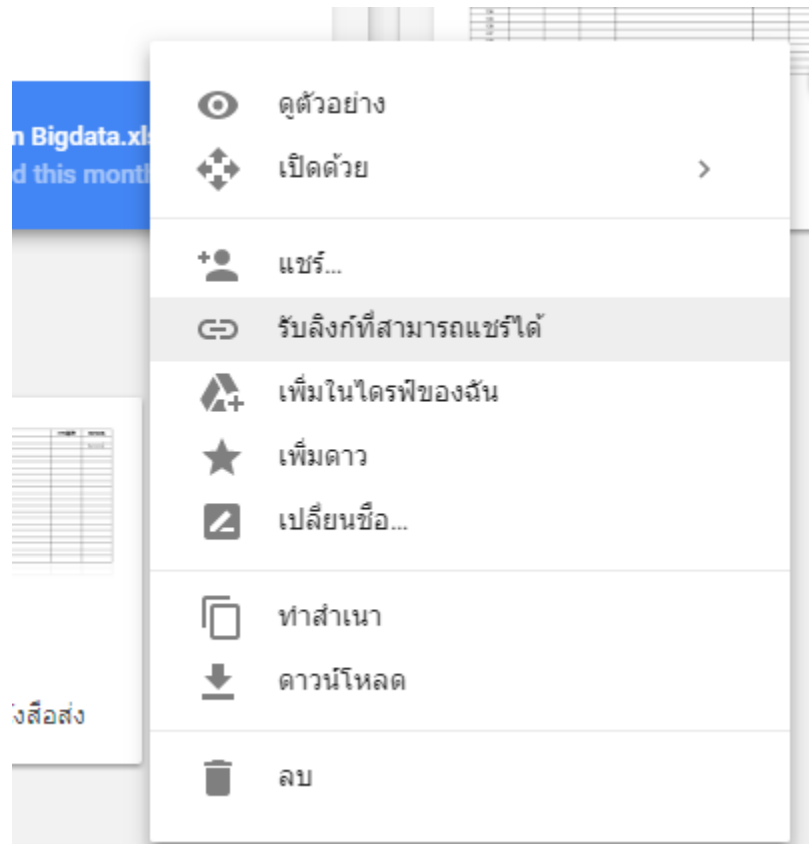 n Bigdata.xls
d this month
ดูตัวอย่าง
เปิดด้วย
แชร์...
รับลิงก์ที่สามารถแชร์ได้
เพิ่มในไดรฟ์ของฉัน
เพิ่มดาว
เปลี่ยนชื่อ...
ทำสำเนา
ดาวน์โหลด
ลบ
งสือส่ง